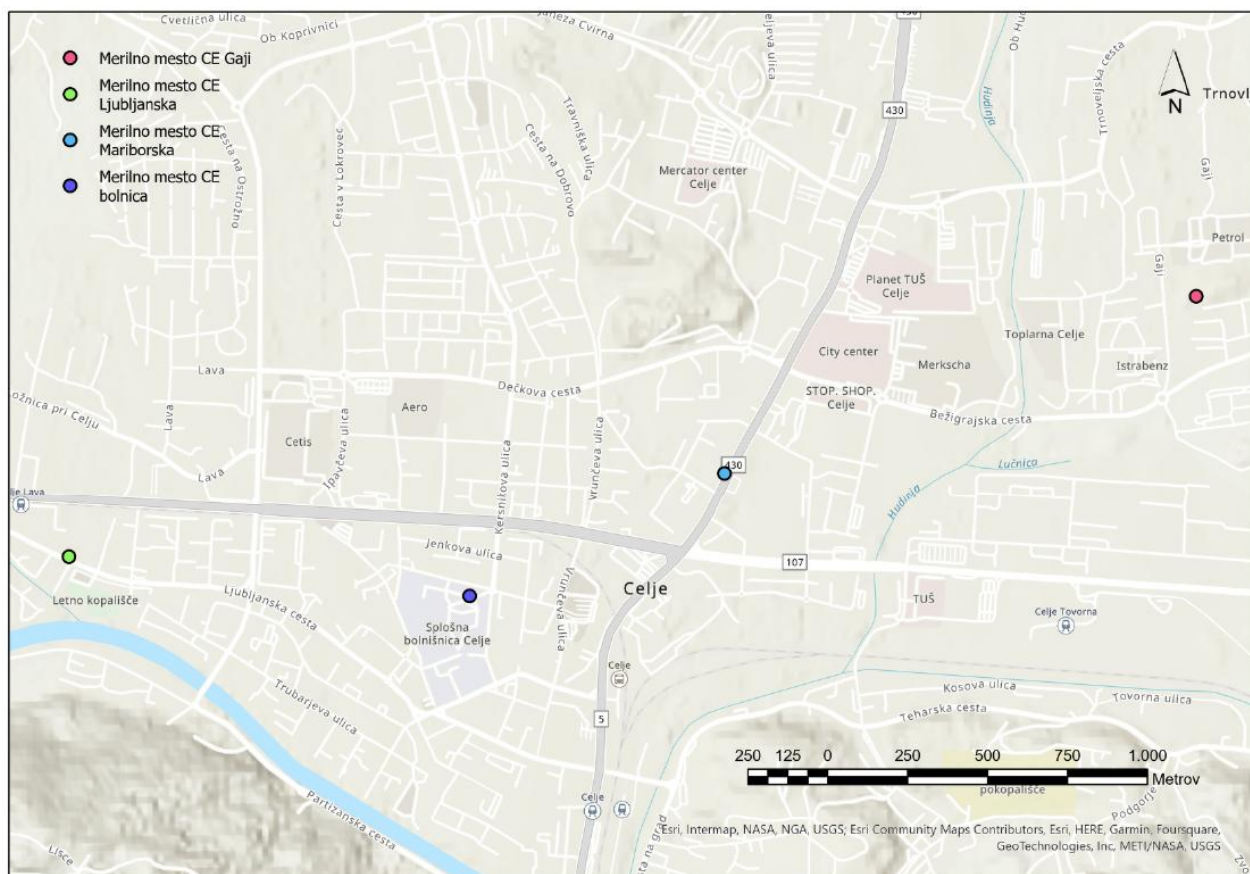 Cvetlična ulica
Ob Koprivnici
Janeza Cvirna
430
Ob Hud
Merilno mesto CE Gaji
Merilno mesto CE
Ljubljanska
Merilno mesto CE
Mariborska
Merilno mesto CE
bolnica
Cesta na Ostrožno
Cesta v Lokrovec
Travniška ulica
Cesta na Dobrovo
Mercator center
Celje
430
Hudinja
Trnoveljska cesta
N
Trnovl
Gaji
Petrol
Gaji
Planet TUŠ
Celje
City center
Merkscha
Toplarna Celje
Istrabenz
STOP. SHOP.
Celje
Bežigrajska cesta
Lava
Dečkova cesta
Aero
Lava
Cetis
Ipavčeva ulica
Lava
Kersnikova ulica
Vrunčeva ulica
430
Lučnica
Hudinja
Jenkova ulica
107
Celje
Vrunčeva ulica
Letno kopališče
Ljubljanska cesta
Splošna
bolnišnica Celje
TUŠ
Celje Tovorna
Celje
Trubarjeva ulica
Kosova ulica
Tovorna ulica
Teharska cesta
5
250 125 0 250 500 750 1.000
Metrov
pokopališče
Podgorje
Celje
Partizanska cesta
Lisce
Esri, Intermap, NASA, NGA, USGS; Esri Community Maps Contributors, Esri, HERE, Garmin, Foursquare,
GeoTechnologies, Inc, METI/NASA, USGS